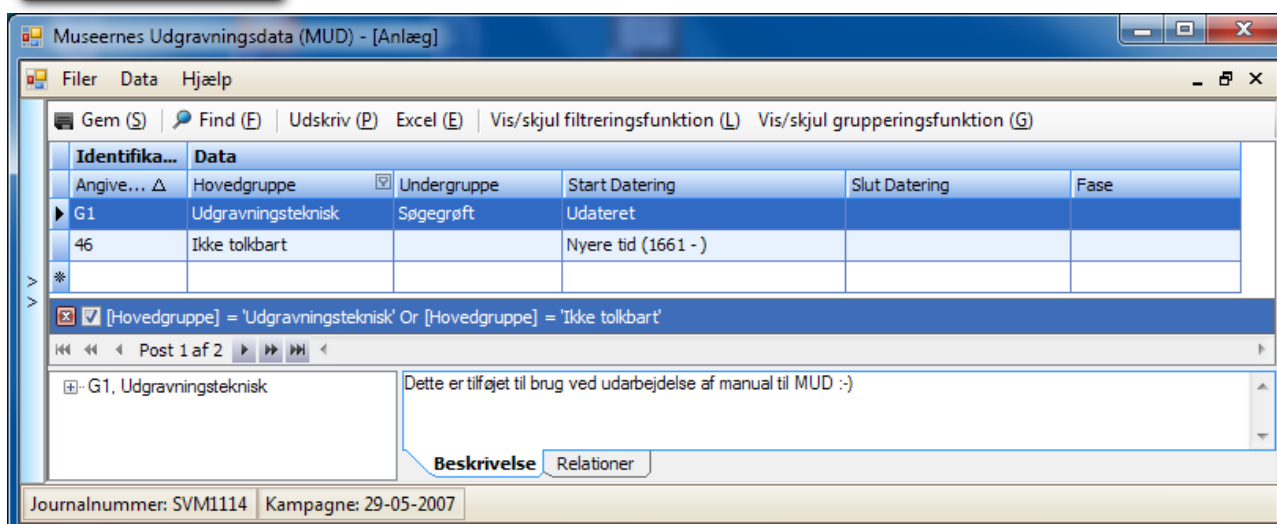 Museernes Udgravningsdata (MUD) - [Anlæg]
Filer Data Hjælp
Gem (S) Find (F) Udskriv (P) Excel (E) Vis/skjul filtreringsfunktion (L) Vis/skjul grupperingsfunktion (G)
Identifika... Data
Angive... Hovedgruppe Undergruppe Start Datering Slut Datering Fase
G1 Udgravningsteknisk Søgegrøft Udateret
46 Ikke tolkbart Nyere tid (1661 - )
[Hovedgruppe] = 'Udgravningsteknisk' Or [Hovedgruppe] = 'Ikke tolkbart'
Post 1 af 2
G1, Udgravningsteknisk Dette er tilføjet til brug ved udarbejdelse af manual til MUD :-)
Beskrivelse Relationer
Journalnummer: SVM1114 Kampagne: 29-05-2007